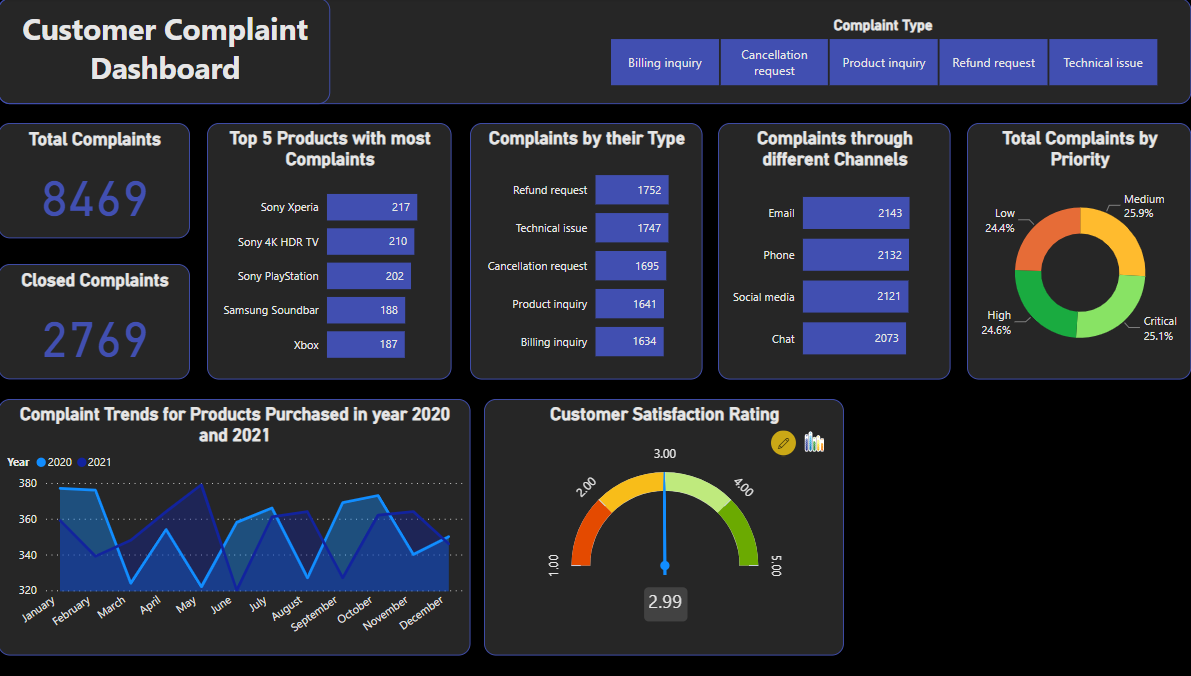 Customer Complaint
Dashboard
Complaint Type
Billing inquiry
Cancellation
request
Product inquiry
Refund request
Technical issue
Total Complaints
8469
Closed Complaints
2769
Top 5 Products with most
Complaints
Sony Xperia 217
Sony 4K HDR TV 210
Sony PlayStation 202
Samsung Soundbar 188
Xbox 187
Complaints by their Type
Refund request 1752
Technical issue 1747
Cancellation request 1695
Product inquiry 1641
Billing inquiry 1634
Complaints through
different Channels
Email 2143
Phone 2132
Social media 2121
Chat 2073
Total Complaints by
Priority
Medium
25.9%
Low
24.4%
High
24.6%
Critical
25.1%
Complaint Trends for Products Purchased in year 2020
and 2021
Year 2020 2021
380
360
340
320
January February March April May June July August September October November December
Customer Satisfaction Rating
1.00
2.00
3.00
4.00
5.00
2.99